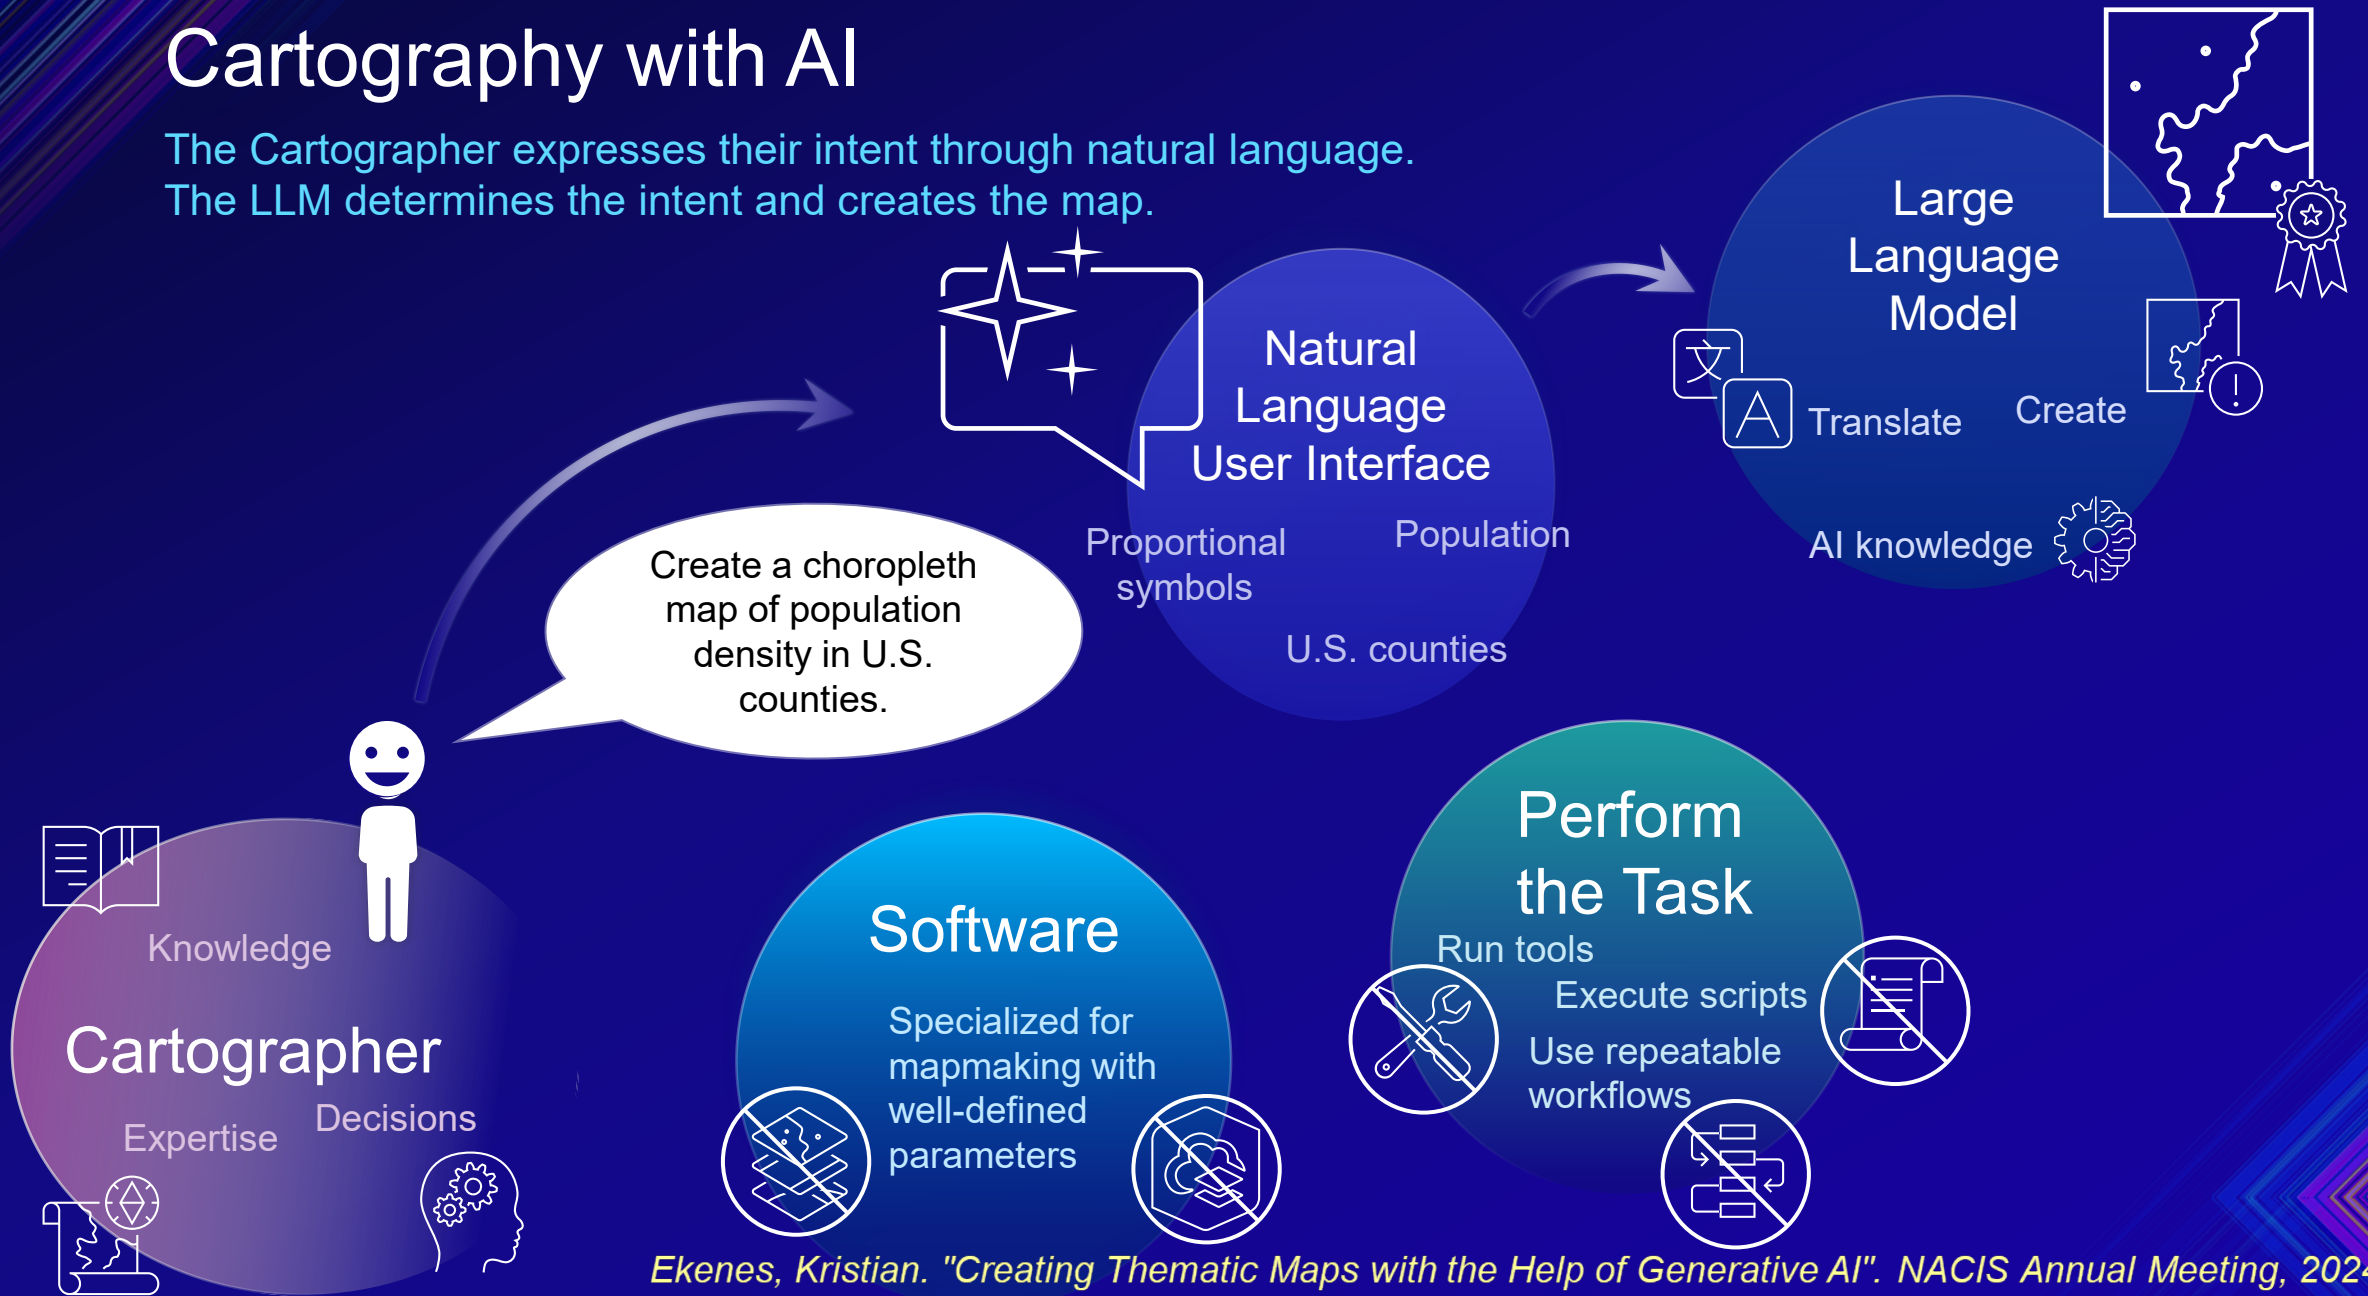 Cartography with AI
The Cartographer expresses their intent through natural language.
The LLM determines the intent and creates the map.
Large
Language
Model
文
A
Translate
Create
AI knowledge
Natural
Language
User Interface
Proportional
symbols
Population
U.S. counties
Create a choropleth
map of population
density in U.S.
counties.
Knowledge
Cartographer
Expertise
Decisions
Software
Specialized for
mapmaking with
well-defined
parameters
Perform
the Task
Run tools
Execute scripts
Use repeatable
workflows
Ekenes, Kristian. "Creating Thematic Maps with the Help of Generative AI". NACIS Annual Meeting, 2024